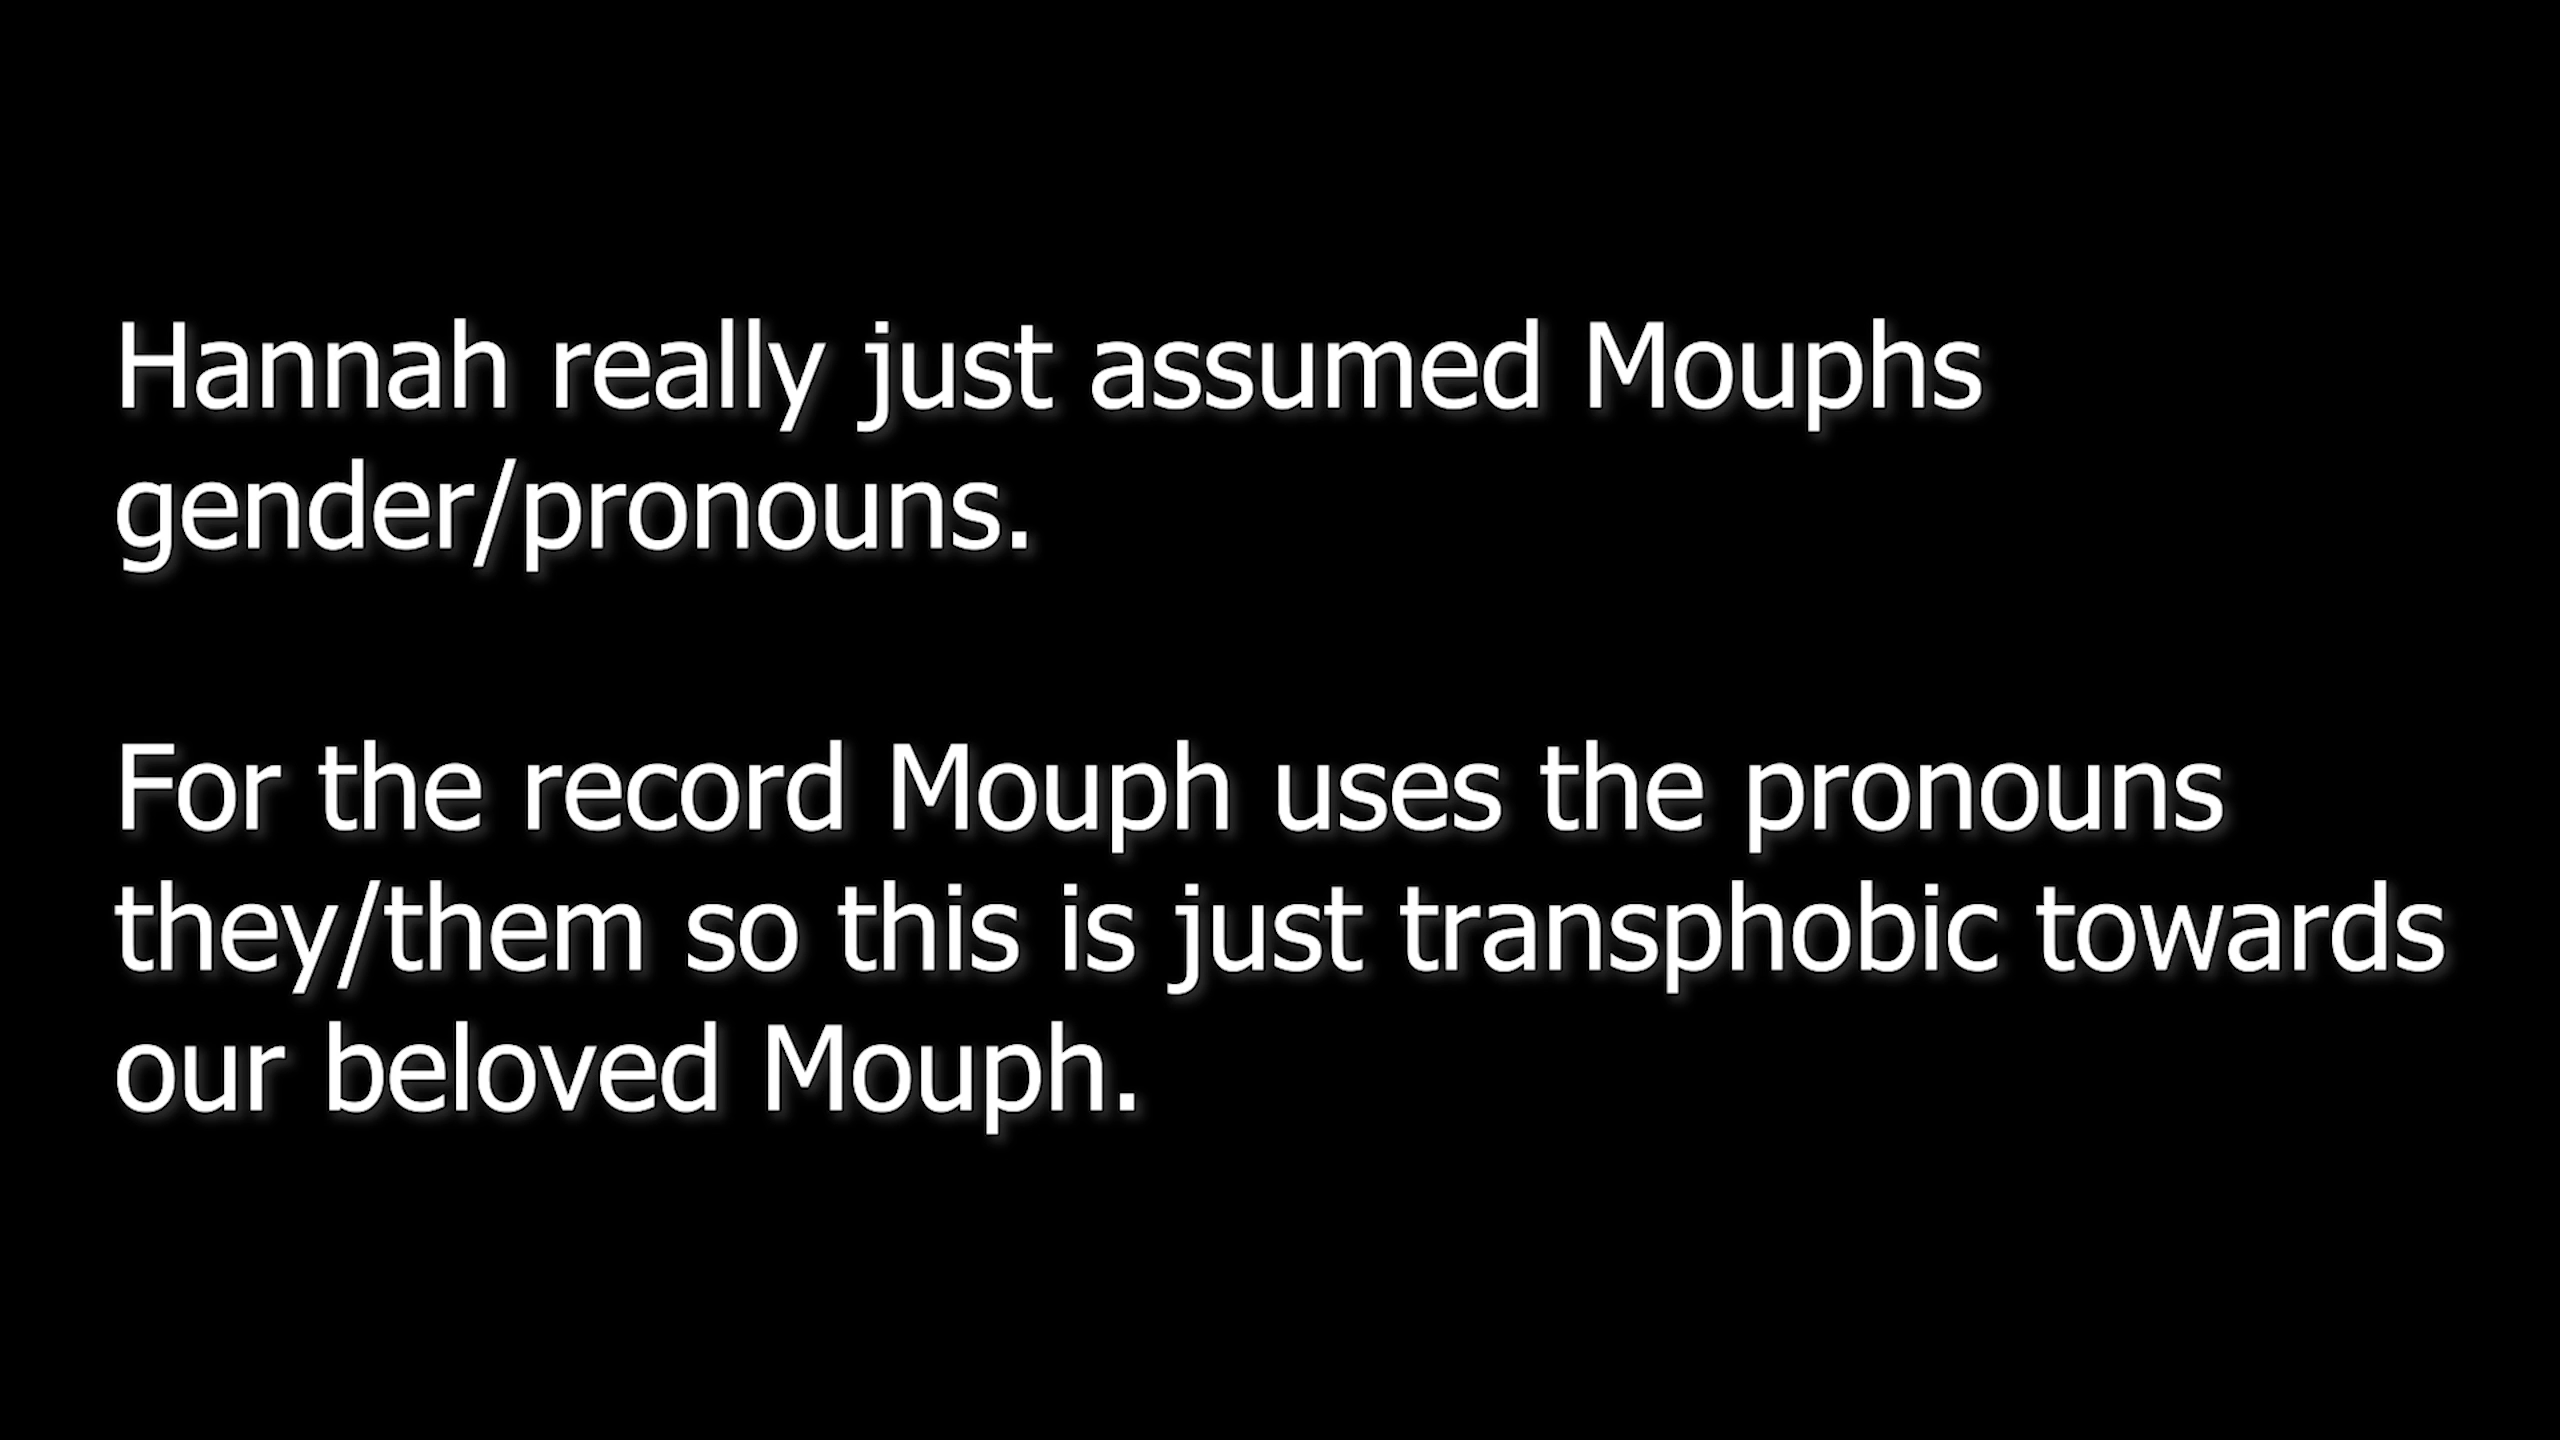 Hannah really just assumed Mouphs
gender/pronouns.
For the record Mouph uses the pronouns
they/them so this is just transphobic towards
our beloved Mouph.